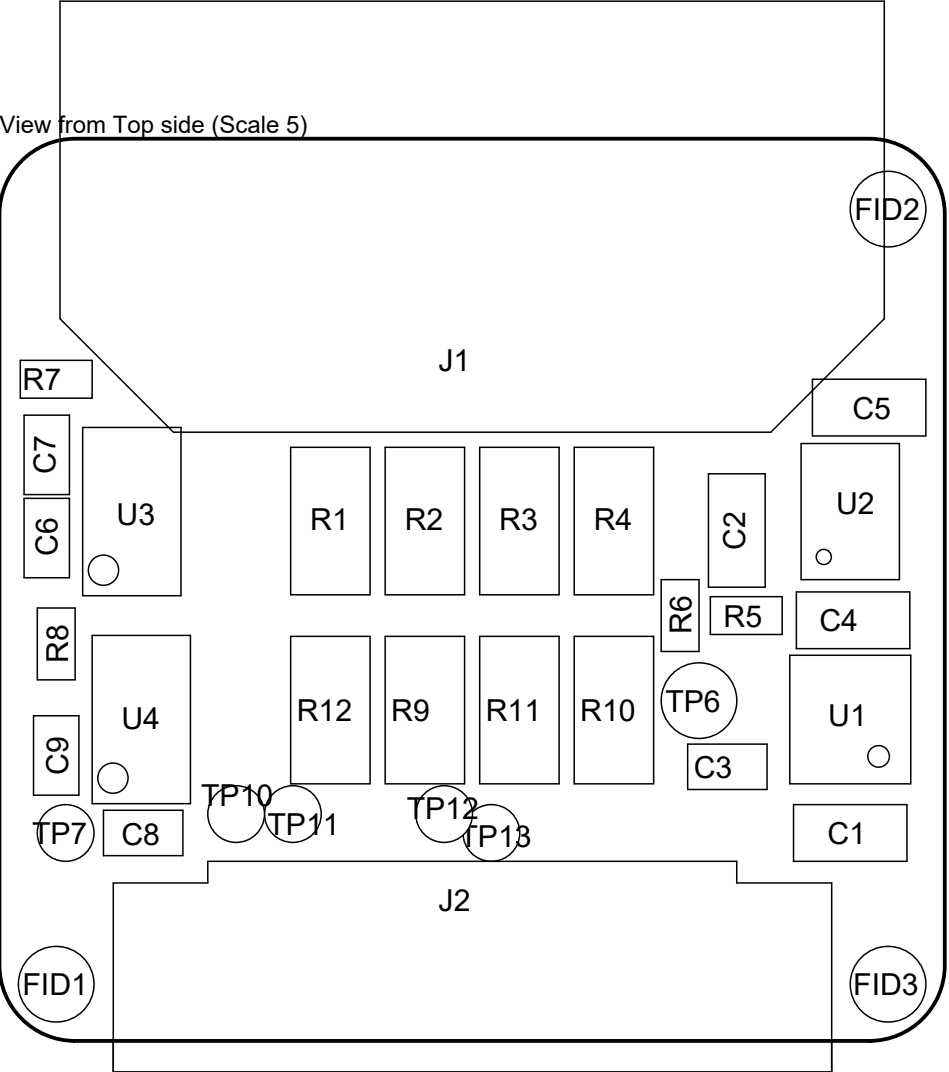 View from Top side (Scale 5)
FID2
J1
R7
C5
C7
U3
R1
R2
R3
R4
C2
U2
C6
R8
R6
R5
C4
U4
R12
R9
R11
R10
TP6
U1
C9
C3
TP10
TP11
TP12
TP13
TP7
C8
C1
J2
FID1
FID3